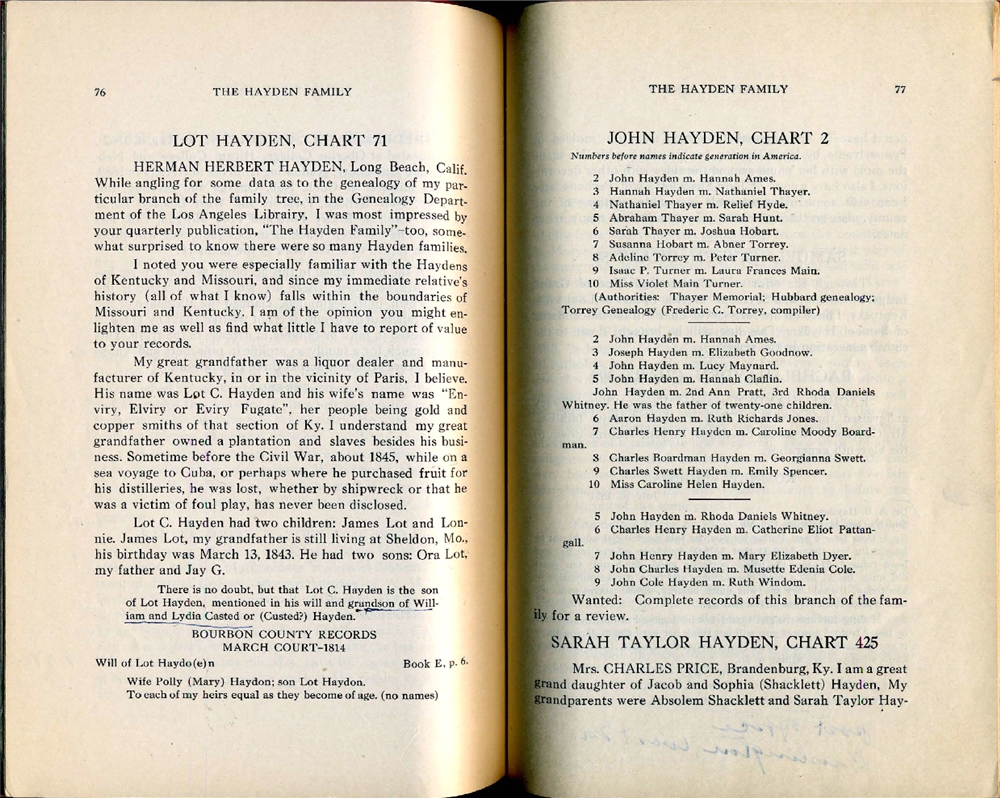 76 THE HAYDEN FAMILY
LOT HAYDEN, CHART 71
HERMAN HERBERT HAYDEN, Long Beach, Calif.
While angling for some data as to the genealogy of my par-
ticular branch of the family tree, in the Genealogy Depart-
ment of the Los Angeles Librairy, I was most impressed by
your quarterly publication, “The Hayden Family”-too, some-
what surprised to know there were so many Hayden families.
I noted you were especially familiar with the Haydens
of Kentucky and Missouri, and since my immediate relative's
history (all of what I know) falls within the boundaries of
Missouri and Kentucky. I am of the opinion you might en-
lighten me as well as find what little I have to report of value
to your records.
My great grandfather was a liquor dealer and manu-
facturer of Kentucky, in or in the vicinity of Paris, I believe.
His name was Lot C. Hayden and his wife's name was “En-
viry, Elviry or Eviry Fugate”, her people being gold and
copper smiths of that section of Ky. I understand my great
grandfather owned a plantation and slaves besides his busi-
ness. Sometime before the Civil War, about 1845, while on a
sea voyage to Cuba, or perhaps where he purchased fruit for
his distilleries, he was lost, whether by shipwreck or that he
was a victim of foul play, has never been disclosed.
Lot C. Hayden had two children: James Lot and Lon-
nie. James Lot, my grandfather is still living at Sheldon, Mo.,
his birthday was March 13, 1843. He had two sons: Ora Lot,
my father and Jay G.
There is no doubt, but that Lot C. Hayden is the son
of Lot Hayden, mentioned in his will and grundson of Will-
iam and Lydia Casted or (Custed?) Hayden.
BOURBON COUNTY RECORDS
MARCH COURT-1814
Will of Lot Haydo(e)n Book E, p. 6.
Wife Polly (Mary) Haydon; son Lot Haydon.
To each of my heirs equal as they become of age. (no names)
THE HAYDEN FAMILY 77
JOHN HAYDEN, CHART 2
Numbers before names indicate generation in America.
2 John Hayden m. Hannah Ames.
3 Hannah Hayden m. Nathaniel Thayer.
4 Nathaniel Thayer m. Relief Hyde.
5 Abraham Thayer m. Sarah Hunt.
6 Sarah Thayer m. Joshua Hobart.
7 Susanna Hobart m. Abner Torrey.
8 Adeline Torrey m. Peter Turner.
9 Isaac P. Turner m. Laura Frances Main.
10 Miss Violet Main Turner.
(Authorities: Thayer Memorial; Hubbard genealogy;
Torrey Genealogy (Frederic C. Torrey, compiler)
2 John Hayden m. Hannah Ames.
3 Joseph Hayden m. Elizabeth Goodnow.
4 John Hayden m. Lucy Maynard.
5 John Hayden m. Hannah Claflin.
John Hayden m. 2nd Ann Pratt, 3rd Rhoda Daniels
Whitney. He was the father of twenty-one children.
6 Aaron Hayden m. Ruth Richards Jones.
7 Charles Henry Hayden m. Caroline Moody Board-
man.
8 Charles Boardman Hayden m. Georgianna Swett.
9 Charles Swett Hayden m. Emily Spencer.
10 Miss Caroline Helen Hayden.
5 John Hayden m. Rhoda Daniels Whitney.
6 Charles Henry Hayden m. Catherine Eliot Pattan-
gall.
7 John Henry Hayden m. Mary Elizabeth Dyer.
8 John Charles Hayden m. Musette Edenia Cole.
9 John Cole Hayden m. Ruth Windom.
Wanted: Complete records of this branch of the fam-
ily for a review.
SARAH TAYLOR HAYDEN, CHART 425
Mrs. CHARLES PRICE, Brandenburg, Ky. I am a great
grand daughter of Jacob and Sophia (Shacklett) Hayden, My
grandparents were Absolem Shacklett and Sarah Taylor Hay-